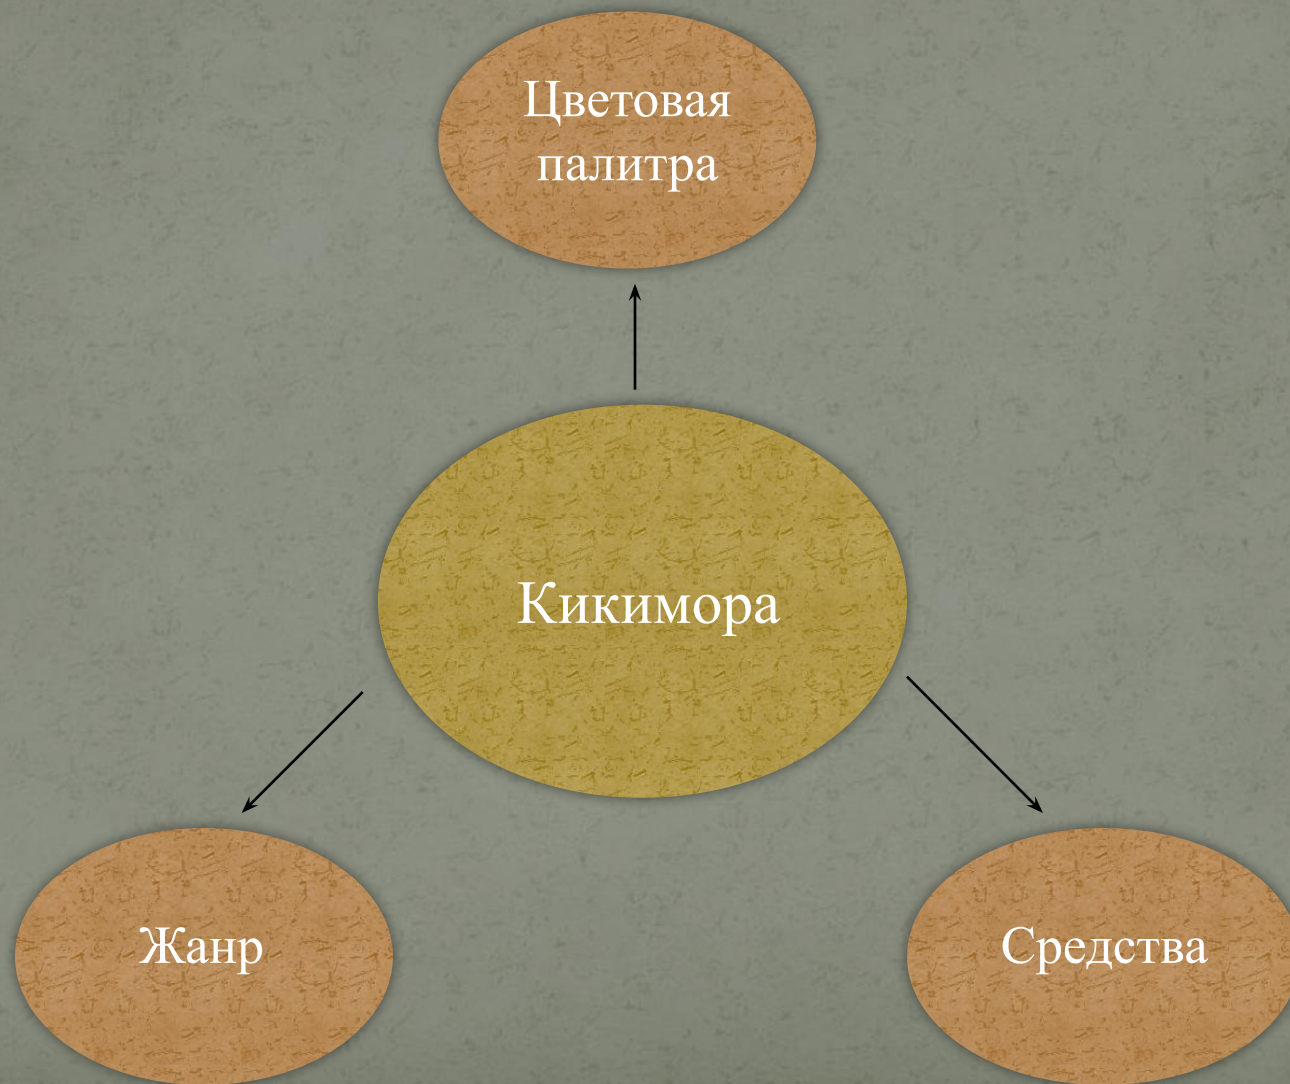 Цветовая
палитра
Кикимора
Жанр
Средства